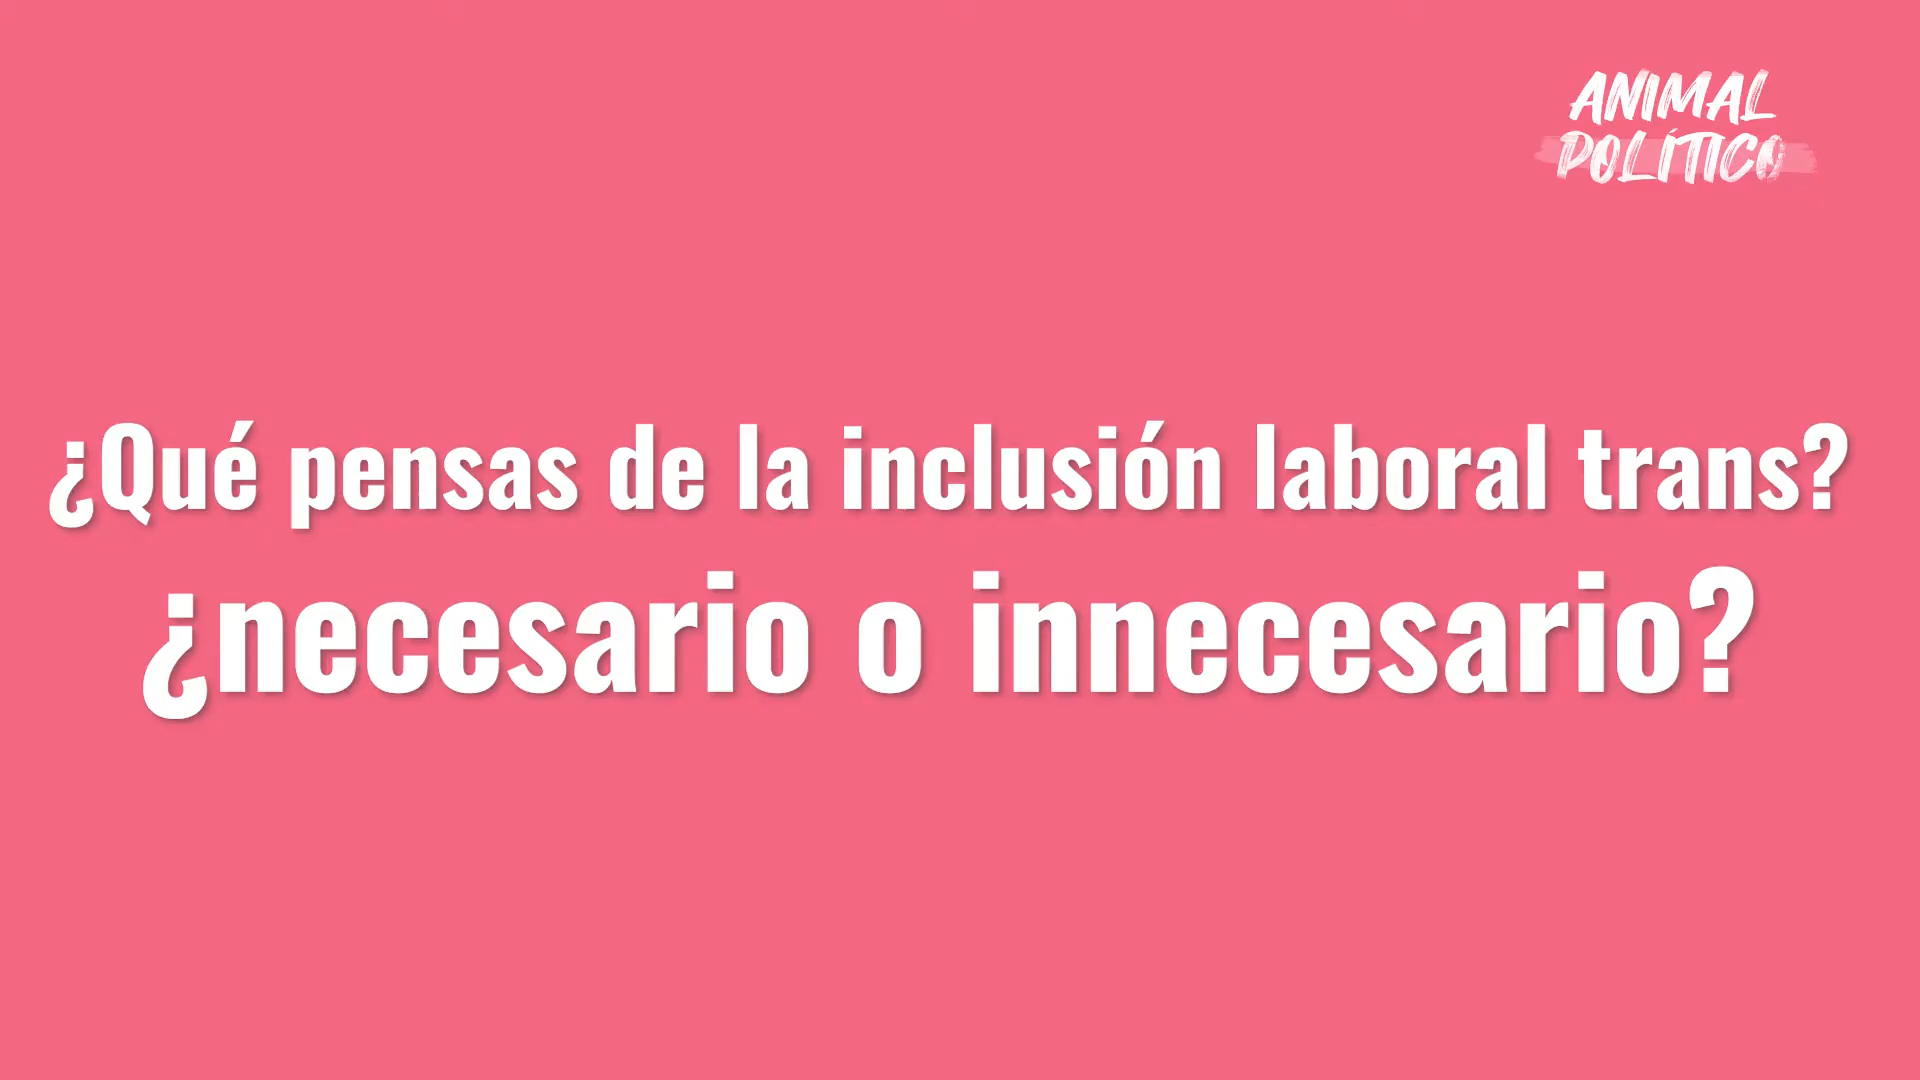 ANIMAL
POLÍTICO
¿Qué pensas de la inclusión laboral trans?
¿necesario o innecesario?